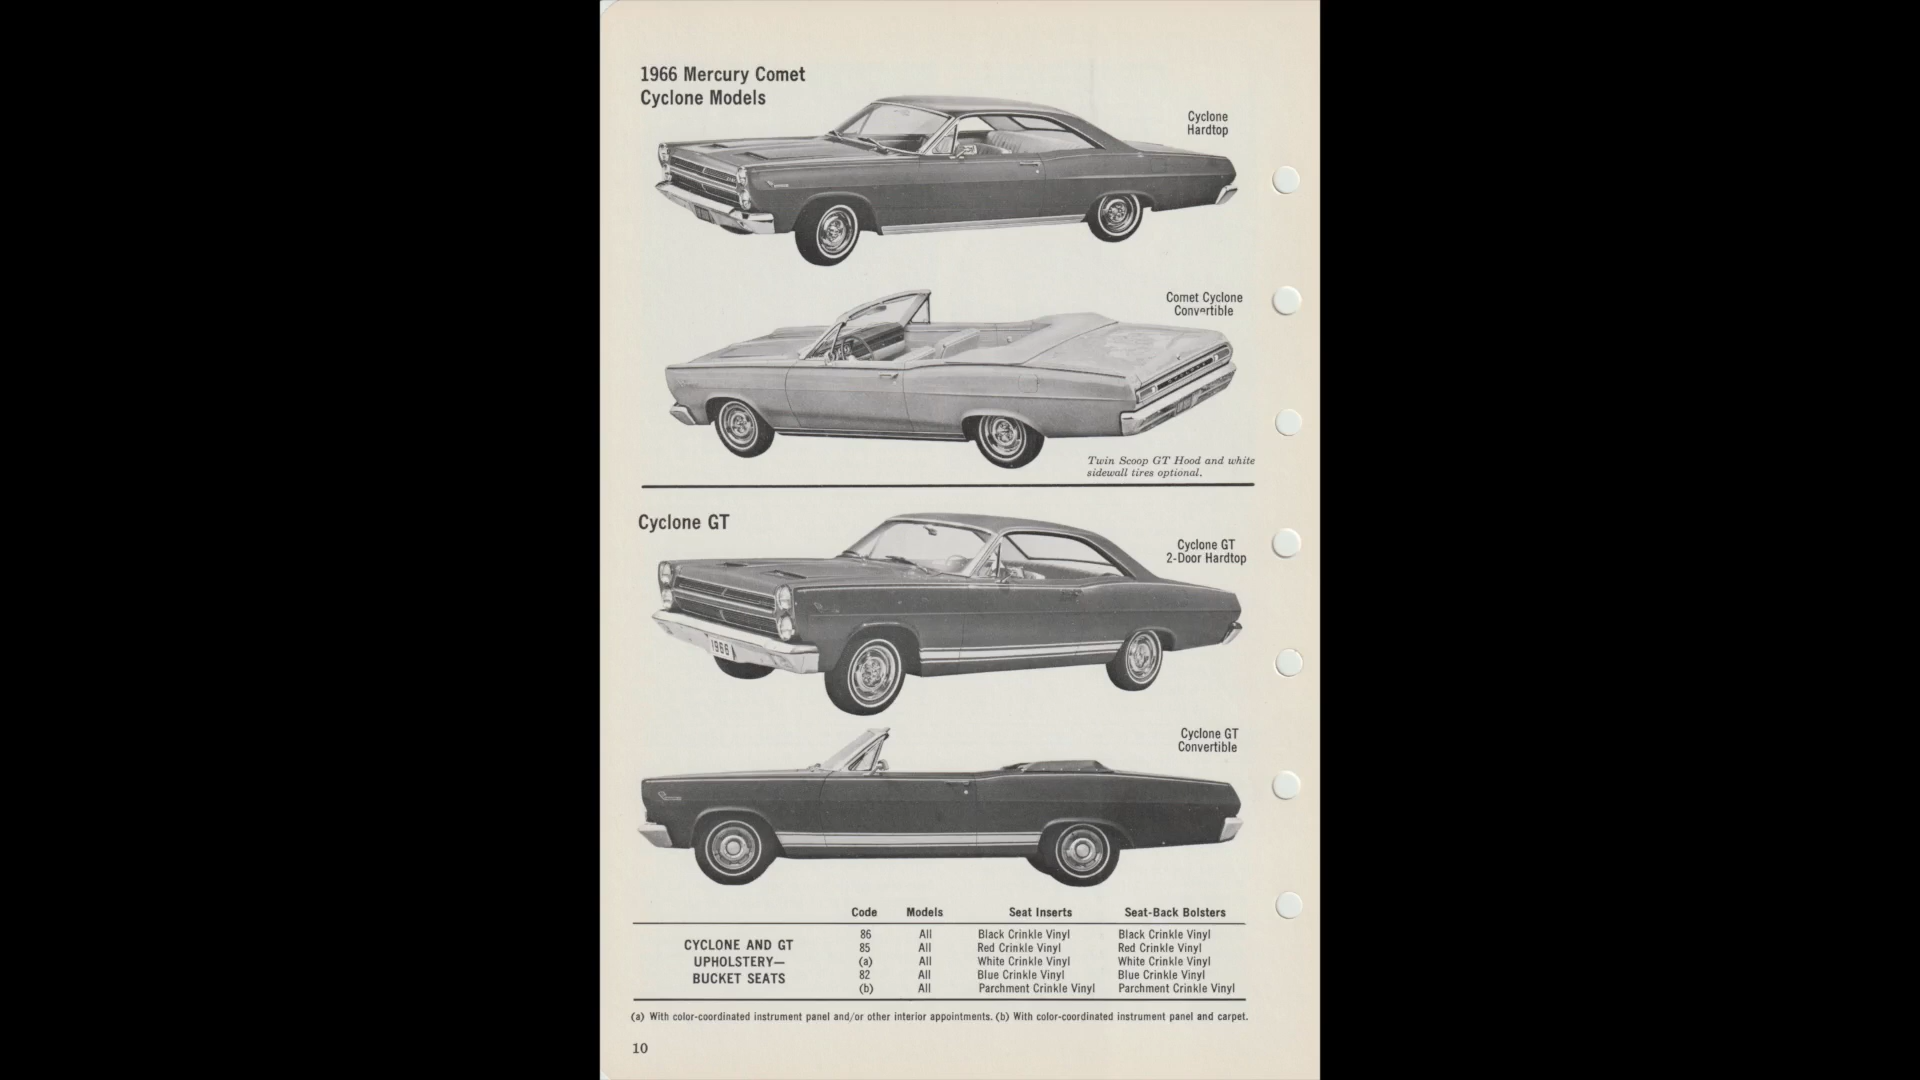 1966 Mercury Comet
Cyclone Models
Cyclone
Hardtop
Comet Cyclone
Convertible
Twin Scoop GT Hood and white
sidewall tires optional.
Cyclone GT
Cyclone GT
2-Door Hardtop
1966
Cyclone GT
Convertible
Code Models Seat Inserts Seat-Back Bolsters
CYCLONE AND GT
UPHOLSTERY—
BUCKET SEATS
86 All Black Crinkle Vinyl Black Crinkle Vinyl
85 All Red Crinkle Vinyl Red Crinkle Vinyl
(a) All White Crinkle Vinyl White Crinkle Vinyl
82 All Blue Crinkle Vinyl Blue Crinkle Vinyl
(b) All Parchment Crinkle Vinyl Parchment Crinkle Vinyl
(a) With color-coordinated instrument panel and/or other interior appointments. (b) With color-coordinated instrument panel and carpet.
10